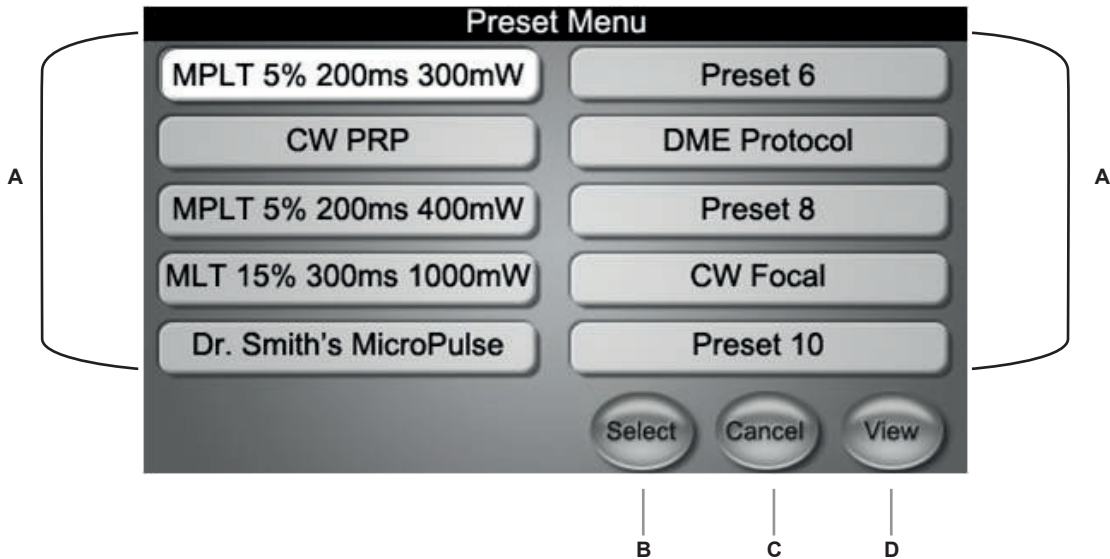 Preset Menu
MPLT 5% 200ms 300mW
Preset 6
CW PRP
DME Protocol
A
A
MPLT 5% 200ms 400mW
Preset 8
MLT 15% 300ms 1000mW
CW Focal
Dr. Smith's MicroPulse
Preset 10
Select
Cancel
View
B
C
D